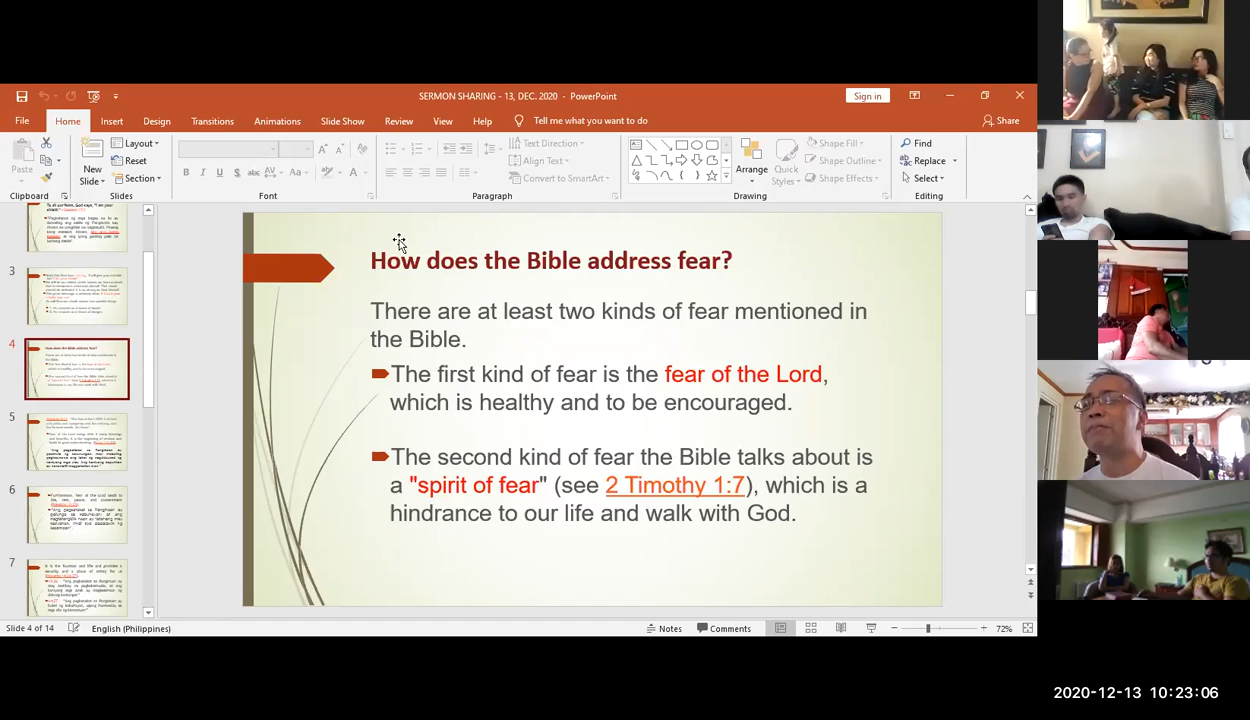 SERMON SHARING - 13, DEC. 2020 - PowerPoint
Sign in
File Home Insert Design Transitions Animations Slide Show Review View Help Tell me what you want to do Share
Paste
New
Slide
Layout
Reset
Section
B I U S abc AV Aa A
Text Direction
Align Text
Convert to SmartArt
Arrange
Quick
Styles
Shape Fill
Shape Outline
Shape Effects
Find
Replace
Select
Clipboard Slides Font Paragraph Drawing Editing
3
4
5
6
7
How does the Bible address fear?
There are at least two kinds of fear mentioned in
the Bible.
The first kind of fear is the fear of the Lord,
which is healthy and to be encouraged.
The second kind of fear the Bible talks about is
a "spirit of fear" (see 2 Timothy 1:7), which is a
hindrance to our life and walk with God.
Slide 4 of 14 English (Philippines) Notes Comments 72%
2020-12-13 10:23:06